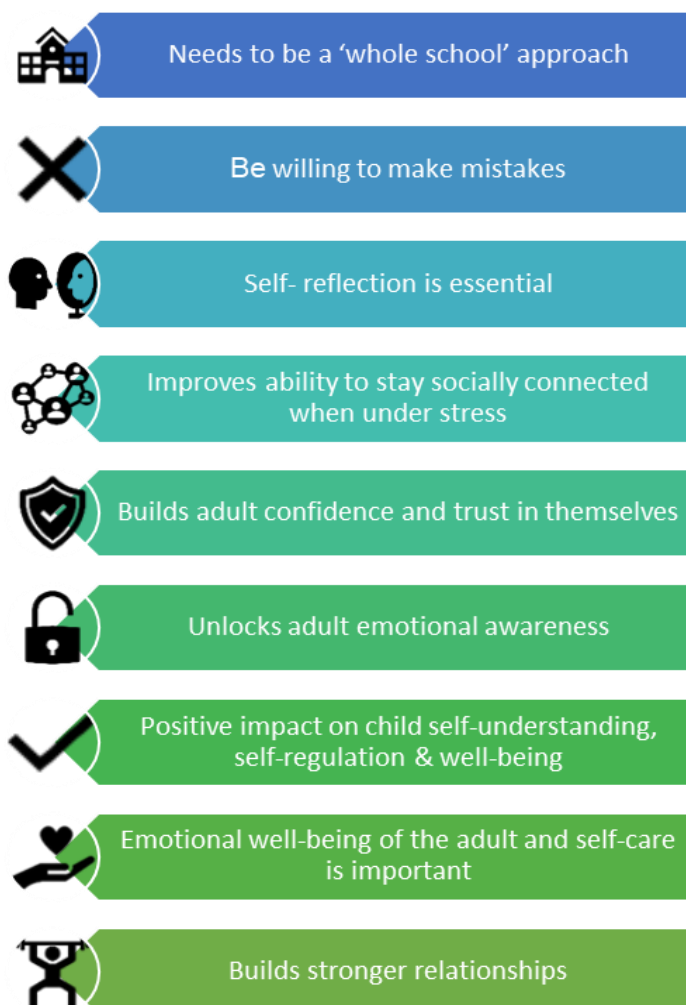 Needs to be a ‘whole school’ approach
Be willing to make mistakes
Self- reflection is essential
Improves ability to stay socially connected
when under stress
Builds adult confidence and trust in themselves
Unlocks adult emotional awareness
Positive impact on child self-understanding,
self-regulation & well-being
Emotional well-being of the adult and self-care
is important
Builds stronger relationships